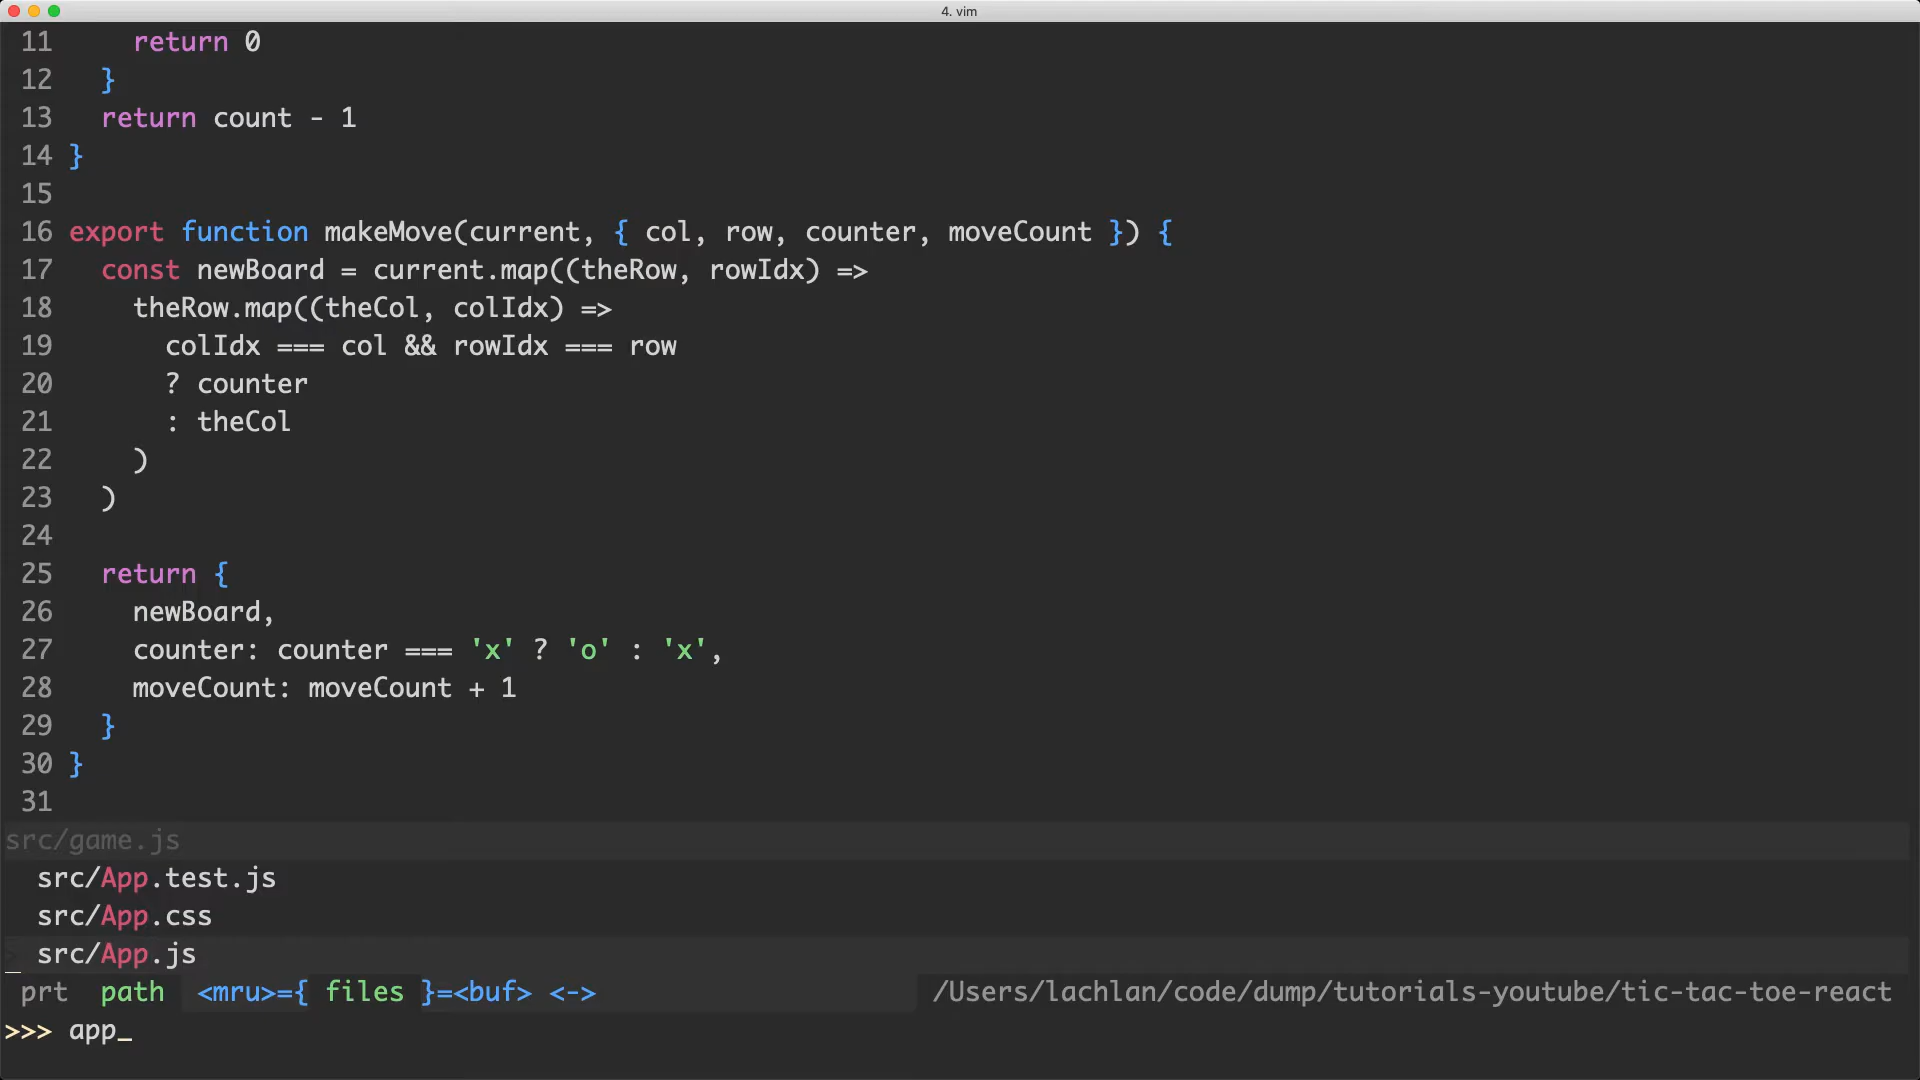 4. vim
11     return 0
12   }
13   return count - 1
14 }
15
16 export function makeMove(current, { col, row, counter, moveCount }) {
17   const newBoard = current.map((theRow, rowIdx) =>
18     theRow.map((theCol, colIdx) =>
19       colIdx === col && rowIdx === row
20       ? counter
21       : theCol
22     )
23   )
24
25   return {
26     newBoard,
27     counter: counter === 'x' ? 'o' : 'x',
28     moveCount: moveCount + 1
29   }
30 }
31
src/game.js
  src/App.test.js
  src/App.css
> src/App.js
 prt  path  <mru>={ files }=<buf> <->  /Users/lachlan/code/dump/tutorials-youtube/tic-tac-toe-react
>>> app_